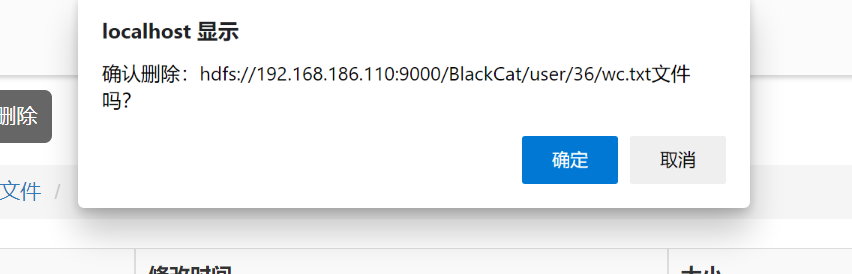 localhost 显示
确认删除：hdfs://192.168.186.110:9000/BlackCat/user/36/wc.txt文件
吗？
删除
确定 取消
文件 /
修改时间 大小